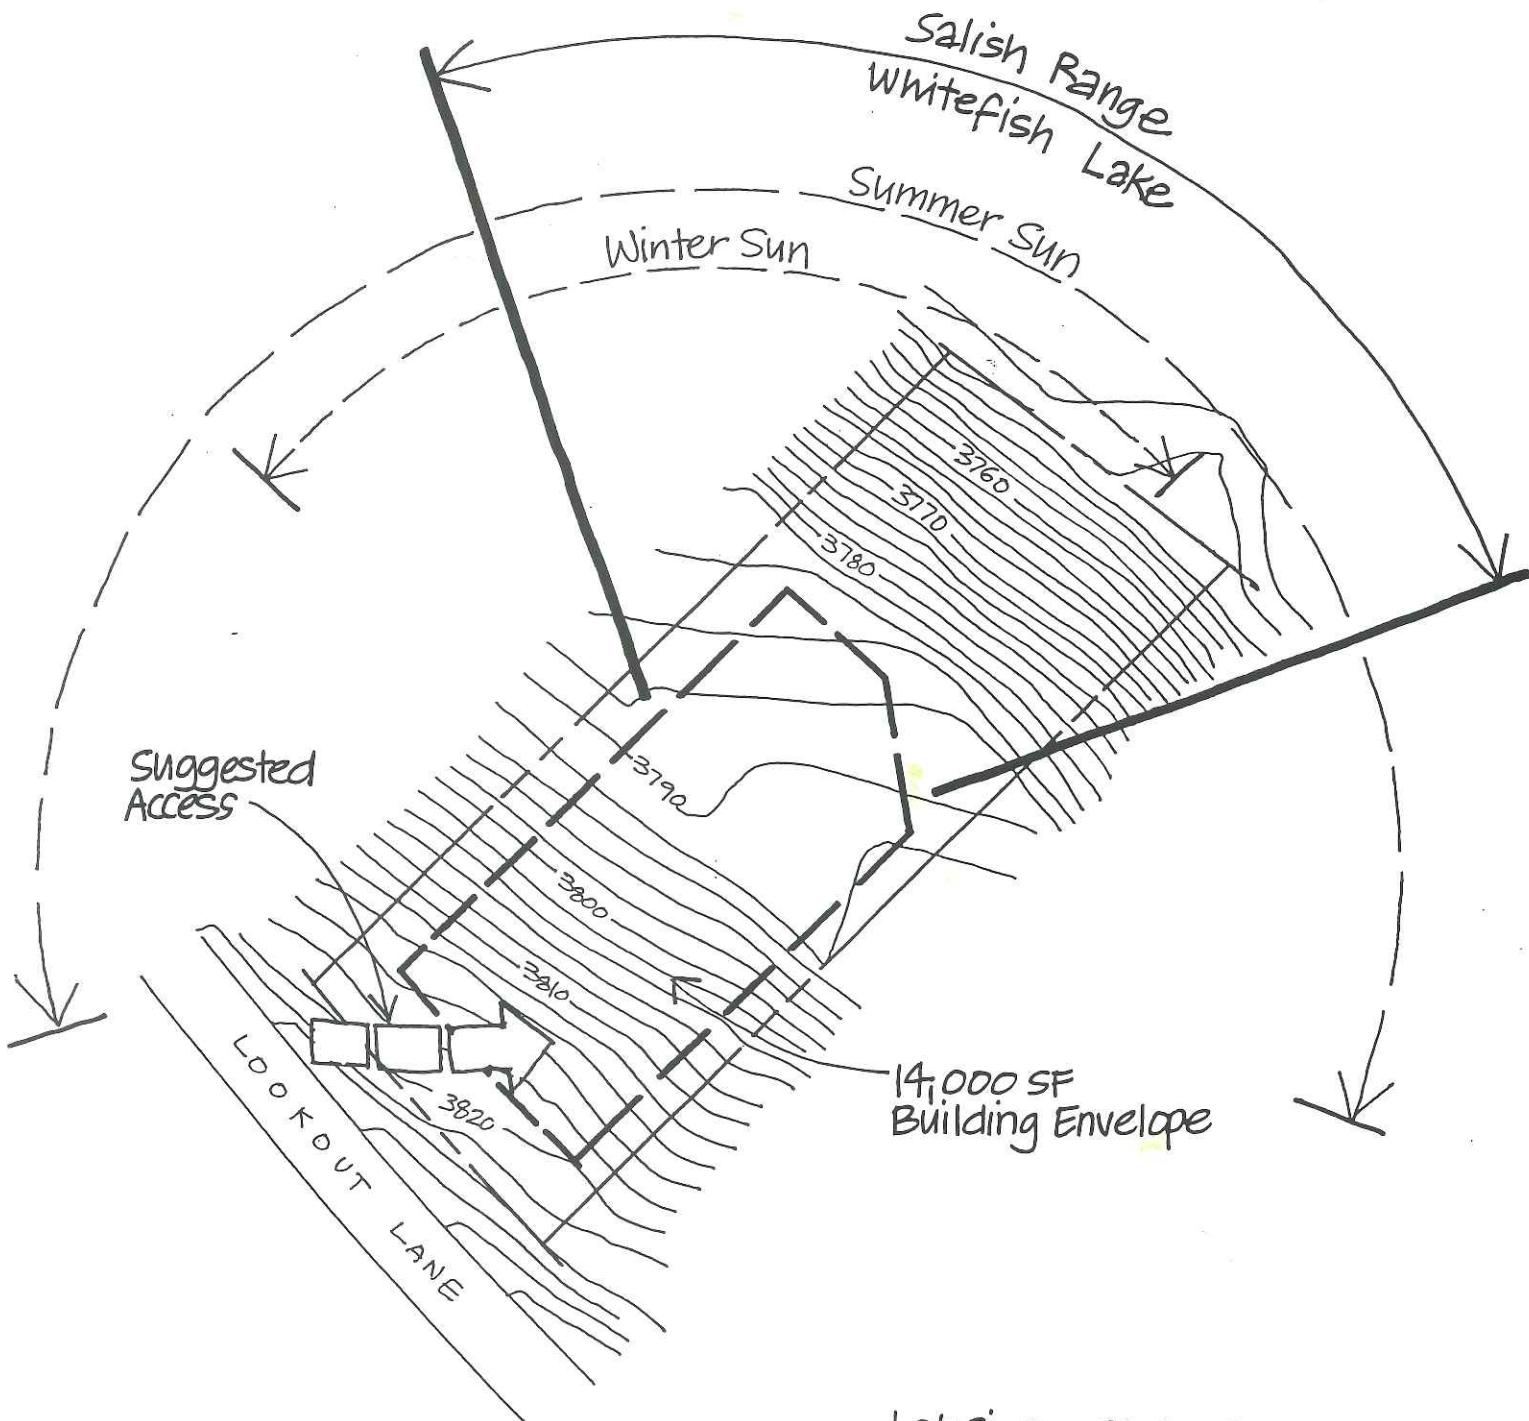 Salish Range
Whitefish Lake
Summer Sun
Winter Sun
3760
3770
3780
Suggested
Access
3790
3800
3810
3820
LOOKOUT LANE
14,000 SF
Building Envelope